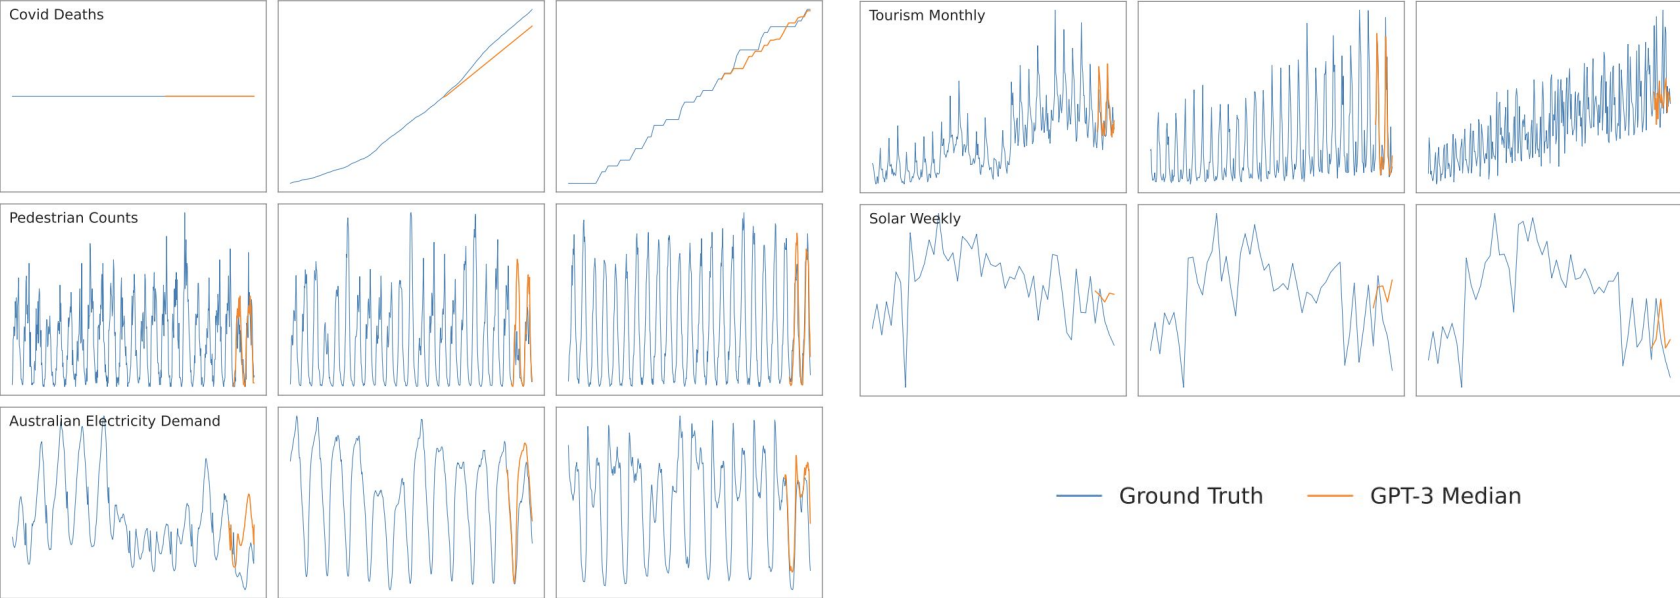 Covid Deaths
Tourism Monthly
Pedestrian Counts
Solar Weekly
Australian Electricity Demand
Ground Truth
GPT-3 Median